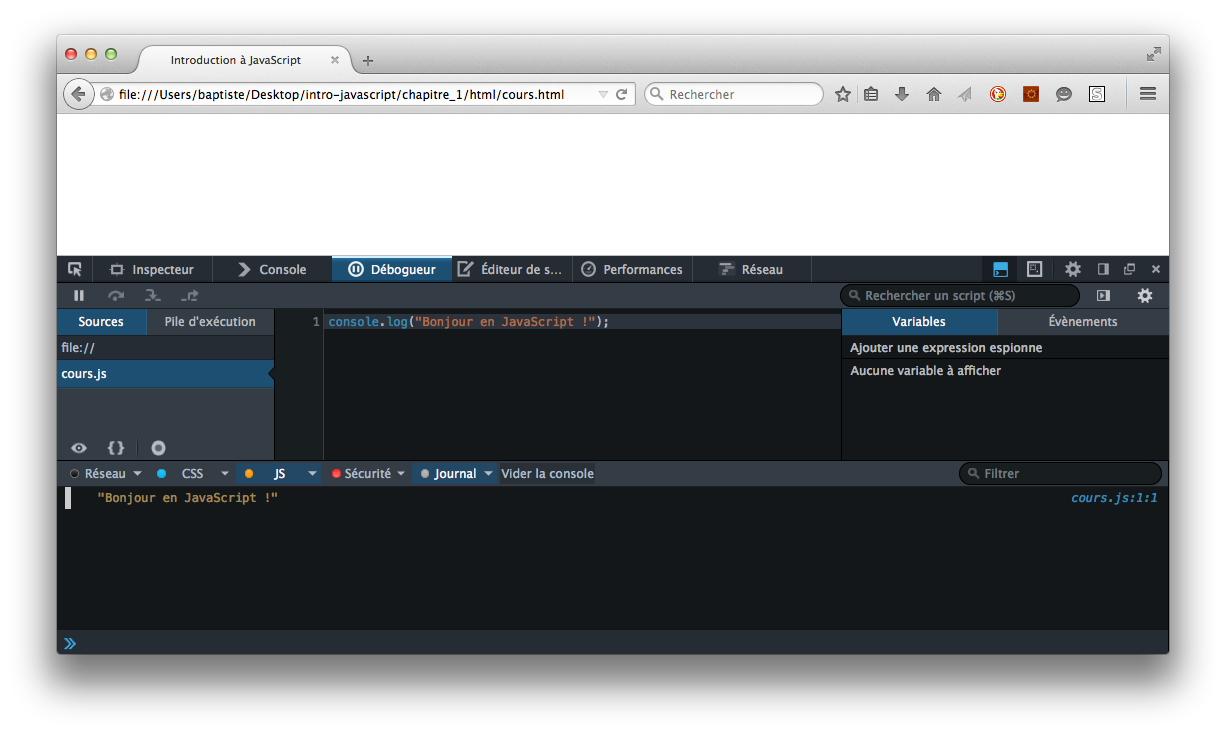 Introduction à JavaScript
file:///Users/baptiste/Desktop/intro-javascript/chapitre_1/html/cours.html
Rechercher
S
Inspecteur
Console
Débogueur
Éditeur de s...
Performances
Réseau
Rechercher un script (⌘S)
Sources
Pile d'exécution
1 console.log("Bonjour en JavaScript !");
Variables
Évènements
file://
Ajouter une expression espionne
cours.js
Aucune variable à afficher
{}
Réseau
CSS
JS
Sécurité
Journal
Vider la console
Filtrer
"Bonjour en JavaScript !"
cours.js:1:1